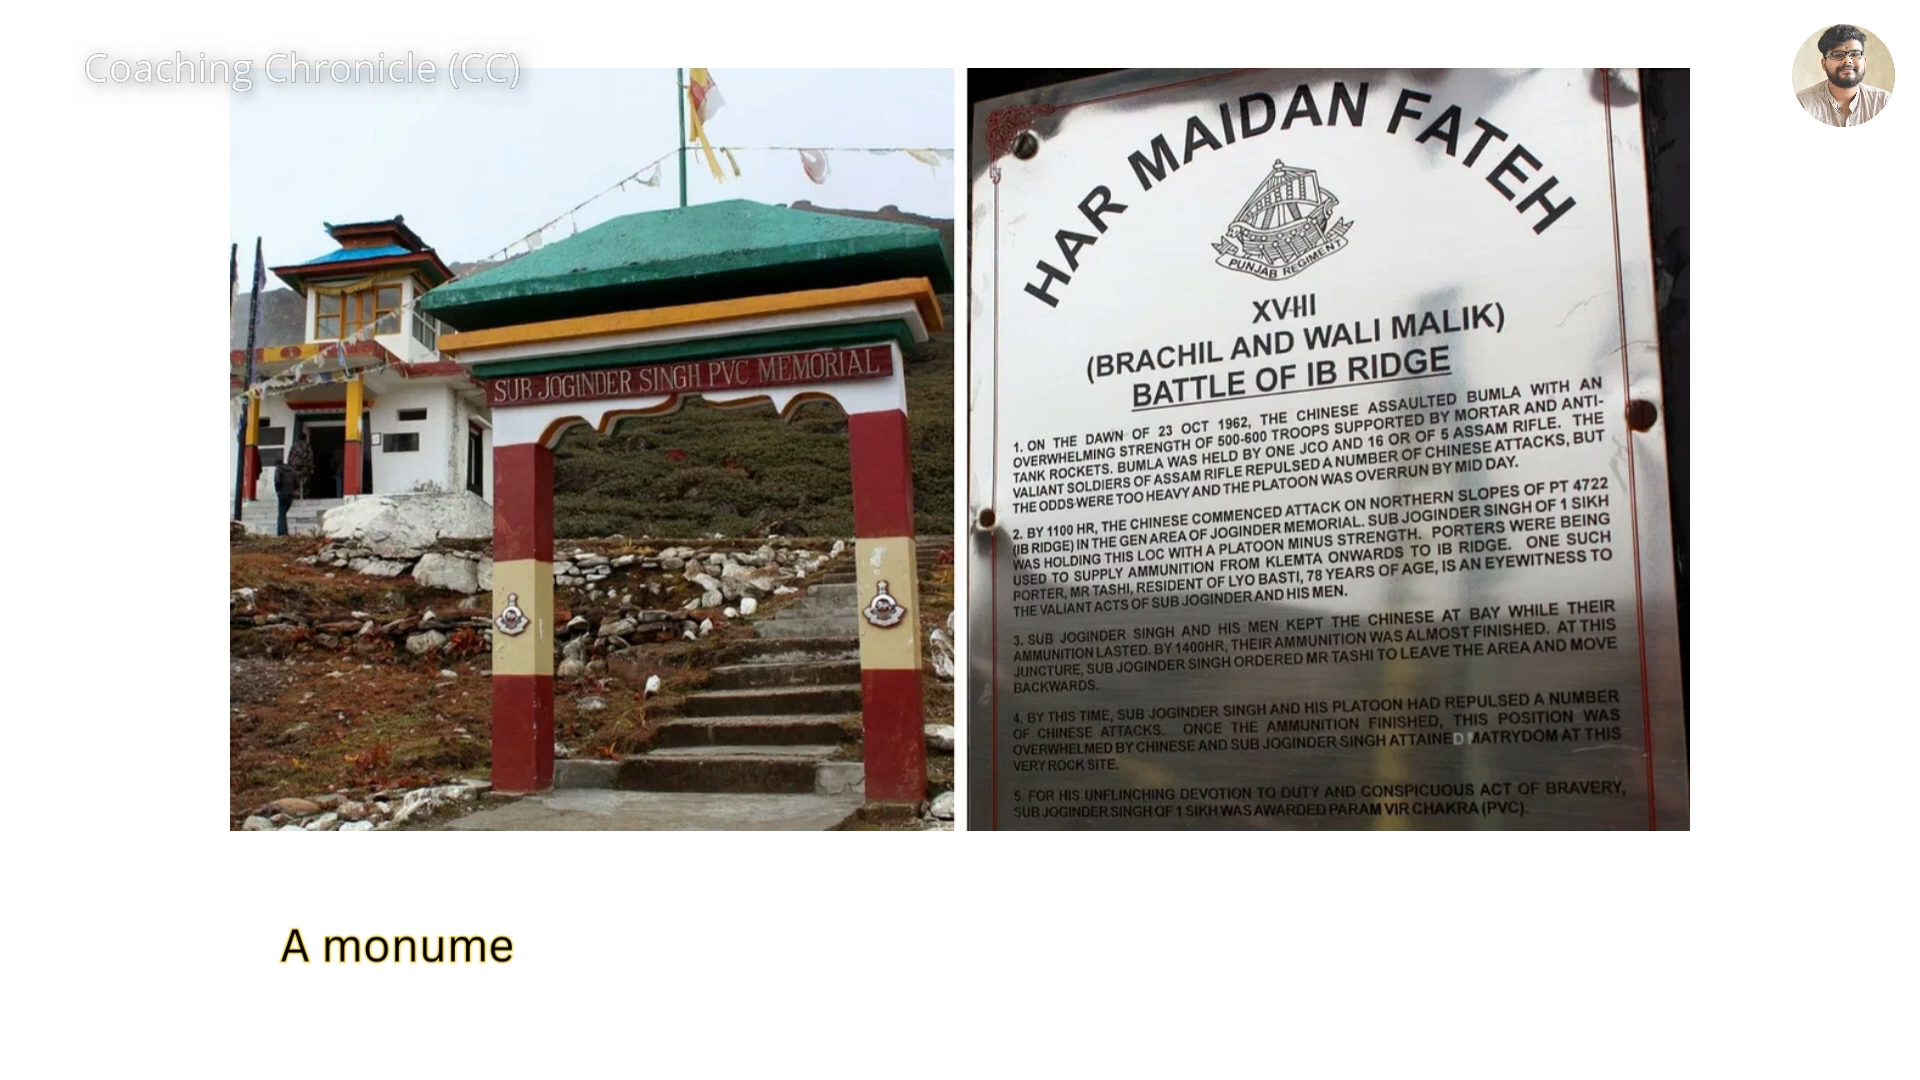 Coaching Chronicle (CC)
SUB JOGINDER SINGH PVC MEMORIAL
HAR MAIDAN FATEH
PUNJAB REGIMENT
XVIII
(BRACHIL AND WALI MALIK)
BATTLE OF IB RIDGE
1. ON THE DAWN OF 23 OCT 1962, THE CHINESE ASSAULTED BUMLA WITH AN
OVERWHELMING STRENGTH OF 500-600 TROOPS SUPPORTED BY MORTAR AND ANTI-
TANK ROCKETS. BUMLA WAS HELD BY ONE JCO AND 16 OR OF 5 ASSAM RIFLE. THE
VALIANT SOLDIERS OF ASSAM RIFLE REPULSED A NUMBER OF CHINESE ATTACKS, BUT
THE ODDS WERE TOO HEAVY AND THE PLATOON WAS OVERRUN BY MID DAY.
2. BY 1100 HR, THE CHINESE COMMENCED ATTACK ON NORTHERN SLOPES OF PT 4722
(IB RIDGE) IN THE GEN AREA OF JOGINDER MEMORIAL. SUB JOGINDER SINGH OF 1 SIKH
WAS HOLDING THIS LOC WITH A PLATOON MINUS STRENGTH. PORTERS WERE BEING
USED TO SUPPLY AMMUNITION FROM KLEMTA ONWARDS TO IB RIDGE. ONE SUCH
PORTER, MR TASHI, RESIDENT OF LYO BASTI, 78 YEARS OF AGE, IS AN EYEWITNESS TO
THE VALIANT ACTS OF SUB JOGINDER AND HIS MEN.
3. SUB JOGINDER SINGH AND HIS MEN KEPT THE CHINESE AT BAY WHILE THEIR
AMMUNITION LASTED. BY 1400HR, THEIR AMMUNITION WAS ALMOST FINISHED. AT THIS
JUNCTURE, SUB JOGINDER SINGH ORDERED MR TASHI TO LEAVE THE AREA AND MOVE
BACKWARDS.
4. BY THIS TIME, SUB JOGINDER SINGH AND HIS PLATOON HAD REPULSED A NUMBER
OF CHINESE ATTACKS. ONCE THE AMMUNITION FINISHED, THIS POSITION WAS
OVERWHELMED BY CHINESE AND SUB JOGINDER SINGH ATTAINED MATRYDOM AT THIS
VERY ROCK SITE.
5. FOR HIS UNFLINCHING DEVOTION TO DUTY AND CONSPICUOUS ACT OF BRAVERY,
SUB JOGINDER SINGH OF 1 SIKH WAS AWARDED PARAM VIR CHAKRA (PVC).
A monume